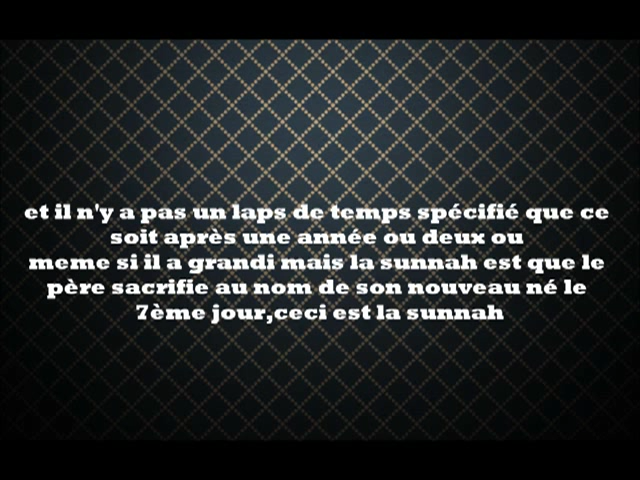 et il n'y a pas un laps de temps spécifié que ce
soit après une année ou deux ou
meme si il a grandi mais la sunnah est que le
père sacrifie au nom de son nouveau né le
7ème jour,ceci est la sunnah